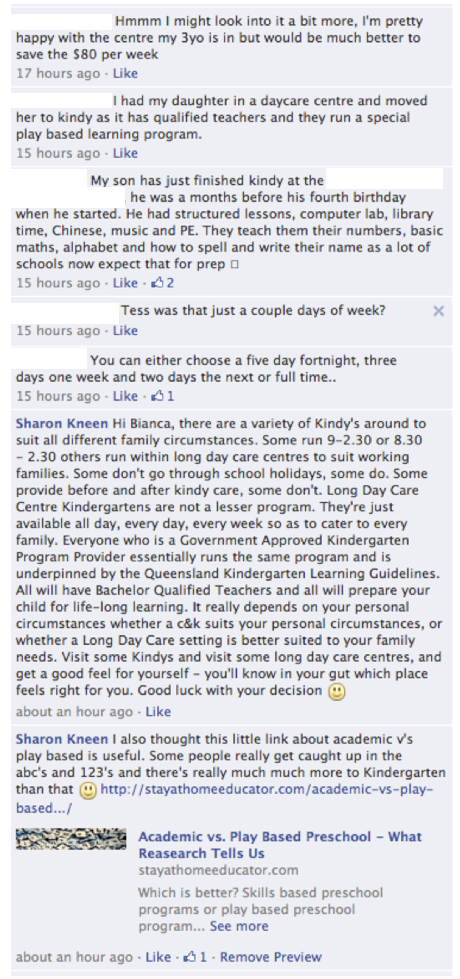 Hmmm I might look into it a bit more, I'm pretty
happy with the centre my 3yo is in but would be much better to
save the $80 per week
17 hours ago · Like
I had my daughter in a daycare centre and moved
her to kindy as it has qualified teachers and they run a special
play based learning program.
15 hours ago · Like
My son has just finished kindy at the
he was a months before his fourth birthday
when he started. He had structured lessons, computer lab, library
time, Chinese, music and PE. They teach them their numbers, basic
maths, alphabet and how to spell and write their name as a lot of
schools now expect that for prep
15 hours ago · Like · 2
Tess was that just a couple days of week?
15 hours ago · Like
You can either choose a five day fortnight, three
days one week and two days the next or full time..
15 hours ago · Like · 1
Sharon Kneen Hi Bianca, there are a variety of Kindy's around to
suit all different family circumstances. Some run 9-2.30 or 8.30
- 2.30 others run within long day care centres to suit working
families. Some don't go through school holidays, some do. Some
provide before and after kindy care, some don't. Long Day Care
Centre Kindergartens are not a lesser program. They're just
available all day, every day, every week so as to cater to every
family. Everyone who is a Government Approved Kindergarten
Program Provider essentially runs the same program and is
underpinned by the Queensland Kindergarten Learning Guidelines.
All will have Bachelor Qualified Teachers and all will prepare your
child for life-long learning. It really depends on your personal
circumstances whether a c&k suits your personal circumstances, or
whether a Long Day Care setting is better suited to your family
needs. Visit some Kindys and visit some long day care centres, and
get a good feel for yourself - you'll know in your gut which place
feels right for you. Good luck with your decision
about an hour ago · Like
Sharon Kneen I also thought this little link about academic v's
play based is useful. Some people really get caught up in the
abc's and 123's and there's really much much more to Kindergarten
than that http://stayathomeeducator.com/academic-vs-play-
based.../
Academic vs. Play Based Preschool - What
Reasearch Tells Us
stayathomeeducator.com
Which is better? Skills based preschool
programs or play based preschool
program... See more
about an hour ago · Like · 1 · Remove Preview